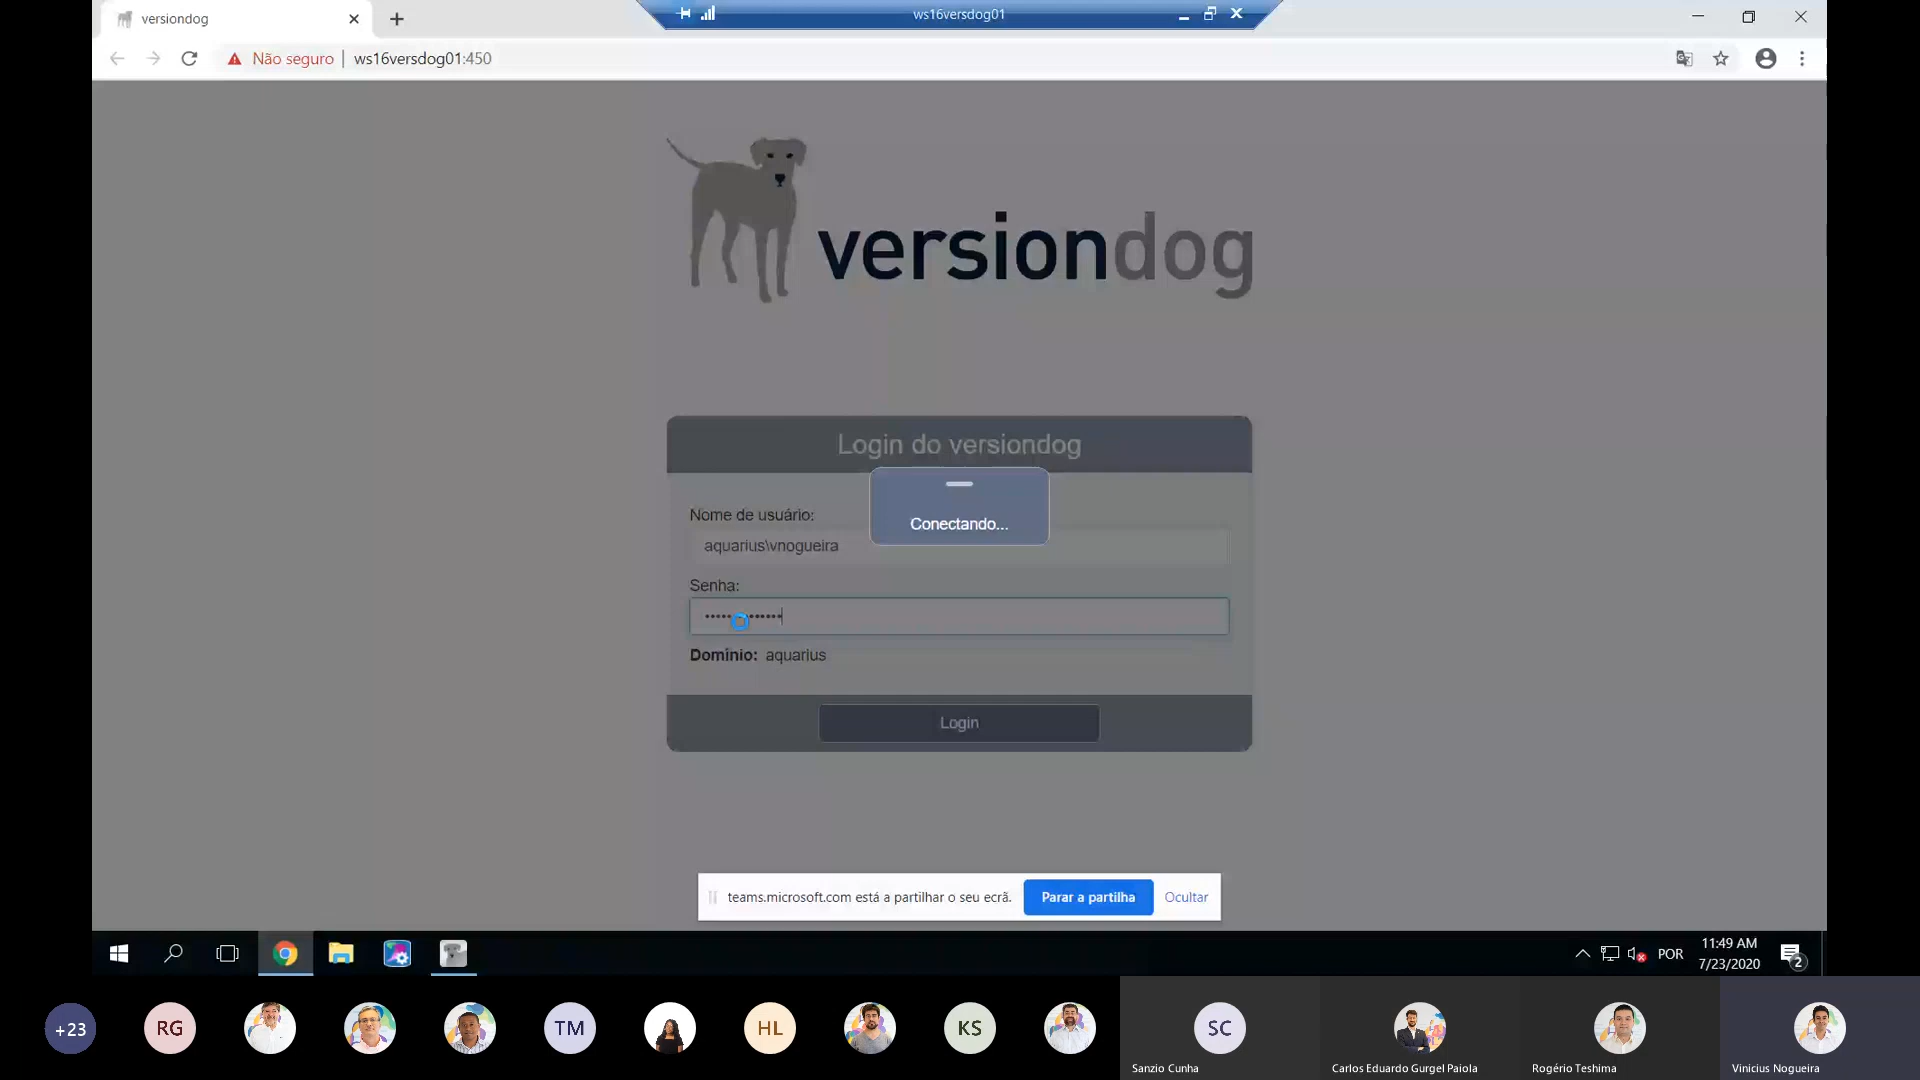 versiondog
ws16versdog01
Não seguro
ws16versdog01:450
versiondog
Login do versiondog
Conectando...
Nome de usuário:
aquarius\vnogueira
Senha:
••••••••••••••
Domínio: aquarius
Login
teams.microsoft.com está a partilhar o seu ecrã.
Parar a partilha
Ocultar
POR
11:49 AM
7/23/2020
2
+23
RG
TM
HL
KS
SC
Sanzio Cunha
Carlos Eduardo Gurgel Paiola
Rogério Teshima
Vinicius Nogueira